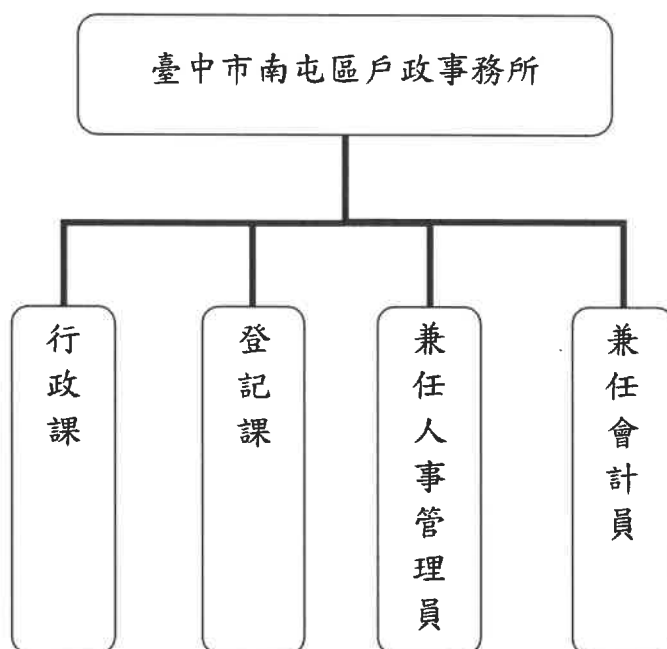 臺中市南屯區戶政事務所
行政課
登記課
兼任人事管理員
兼任會計員